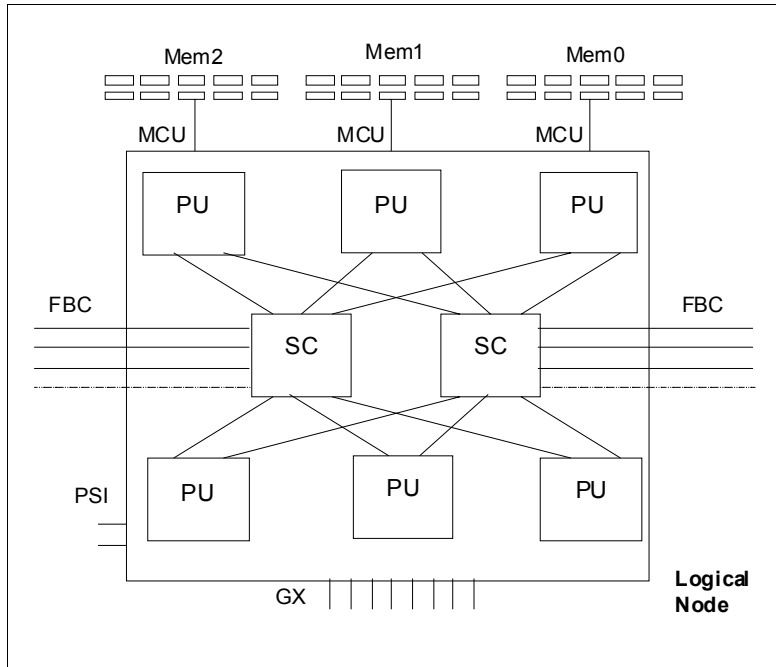 Mem2 Mem1 Mem0
MCU MCU MCU
PU PU PU
FBC FBC
SC SC
PU PU PU
PSI
GX
Logical
Node